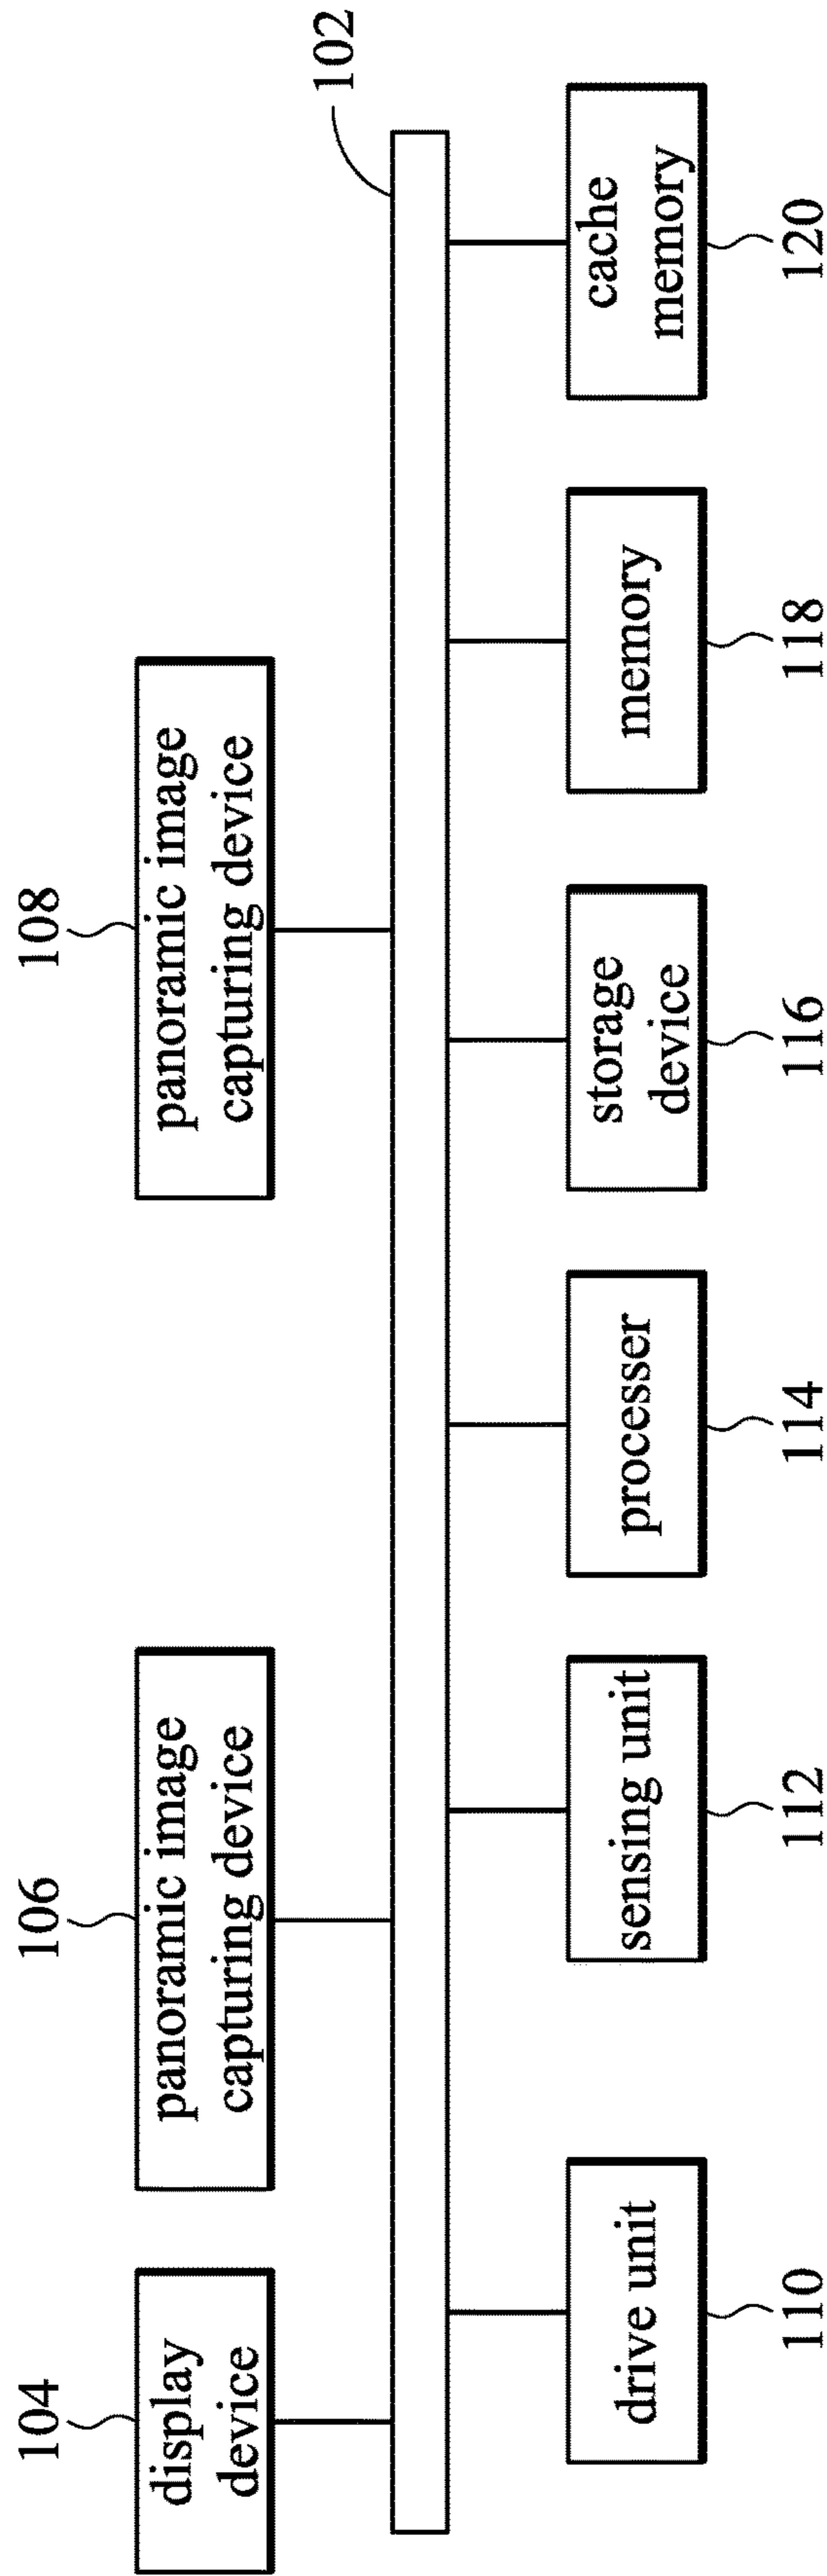 104
display
device
106
panoramic image
capturing device
108
panoramic image
capturing device
102
drive unit
110
sensing unit
112
processer
114
storage
device
116
memory
118
cache
memory
120